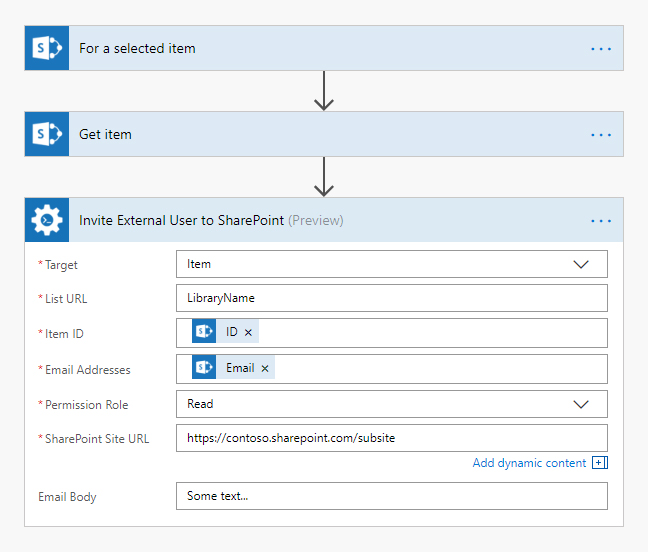 For a selected item
...
Get item
...
Invite External User to SharePoint (Preview)
...
* Target Item
* List URL LibraryName
* Item ID ID ×
* Email Addresses Email ×
* Permission Role Read
* SharePoint Site URL https://contoso.sharepoint.com/subsite
Add dynamic content
Email Body Some text...